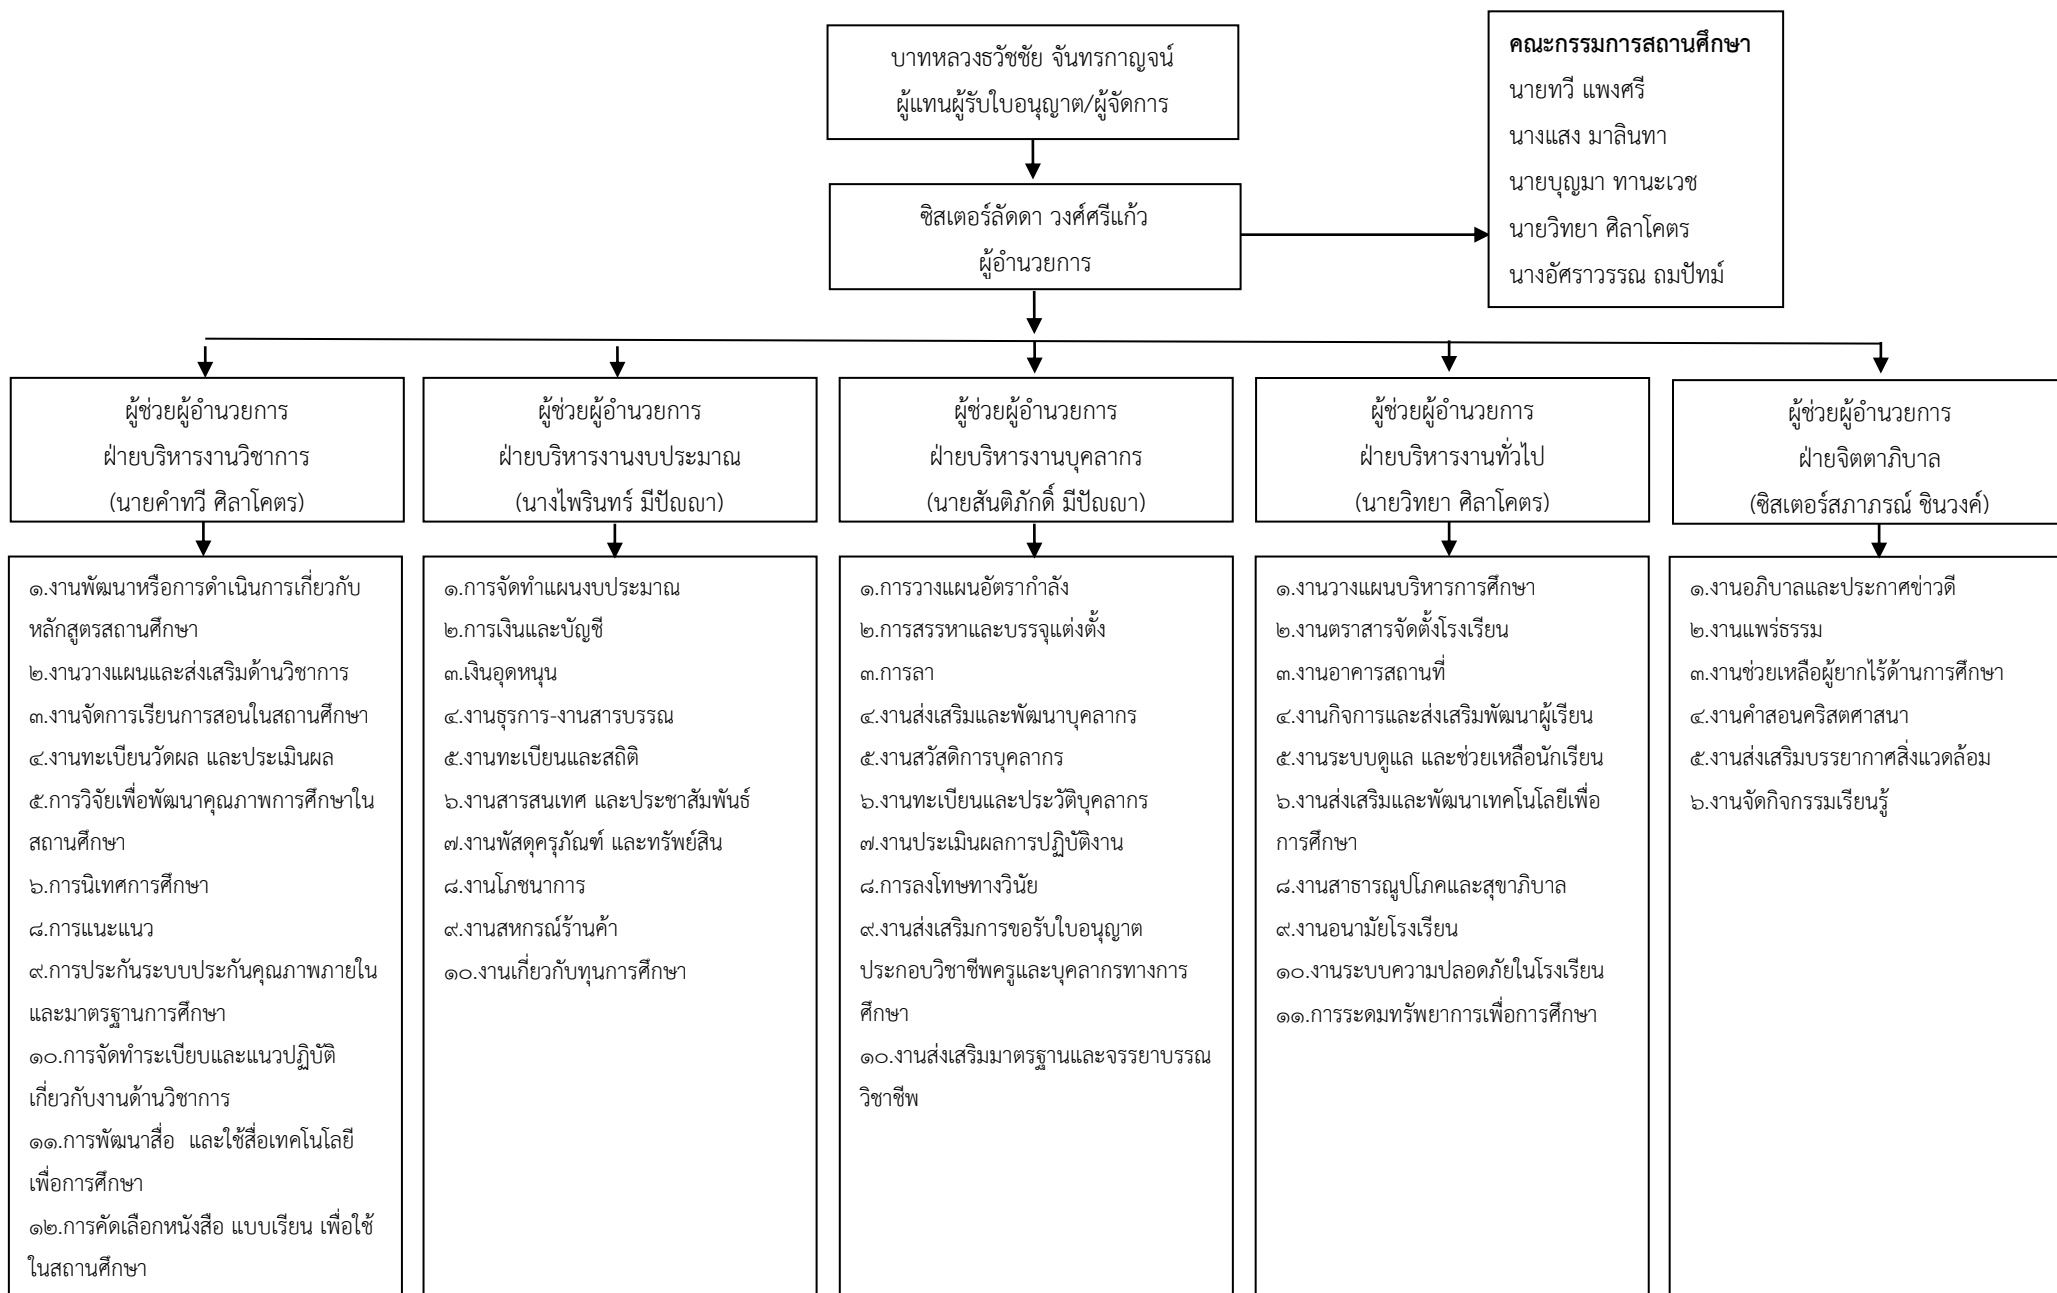 บาทหลวงธวัชชัย จันทรกาญจน์
ผู้แทนผู้รับใบอนุญาต/ผู้จัดการ
คณะกรรมการสถานศึกษา
นายทวี แพงศรี
นางแสง มาลินทา
นายบุญมา ทานะเวช
นายวิทยา ศิลาโคตร
นางอัศราวรรณ ถมปัทม์
ซิสเตอร์ลัดดา วงศ์ศรีแก้ว
ผู้อำนวยการ
ผู้ช่วยผู้อำนวยการ
ฝ่ายบริหารงานวิชาการ
(นายคำทวี ศิลาโคตร)
ผู้ช่วยผู้อำนวยการ
ฝ่ายบริหารงานงบประมาณ
(นางไพรินทร์ มีปัญญา)
ผู้ช่วยผู้อำนวยการ
ฝ่ายบริหารงานบุคลากร
(นายสันติภักดิ์ มีปัญญา)
ผู้ช่วยผู้อำนวยการ
ฝ่ายบริหารงานทั่วไป
(นายวิทยา ศิลาโคตร)
ผู้ช่วยผู้อำนวยการ
ฝ่ายจิตตาภิบาล
(ซิสเตอร์สภาภรณ์ ชินวงค์)
๑.งานพัฒนาหรือการดำเนินการเกี่ยวกับ
หลักสูตรสถานศึกษา
๒.งานวางแผนและส่งเสริมด้านวิชาการ
๓.งานจัดการเรียนการสอนในสถานศึกษา
๔.งานทะเบียนวัดผล และประเมินผล
๕.การวิจัยเพื่อพัฒนาคุณภาพการศึกษาใน
สถานศึกษา
๖.การนิเทศการศึกษา
๘.การแนะแนว
๙.การประกันระบบประกันคุณภาพภายใน
และมาตรฐานการศึกษา
๑๐.การจัดทำระเบียบและแนวปฏิบัติ
เกี่ยวกับงานด้านวิชาการ
๑๑.การพัฒนาสื่อ  และใช้สื่อเทคโนโลยี
เพื่อการศึกษา
๑๒.การคัดเลือกหนังสือ แบบเรียน เพื่อใช้
ในสถานศึกษา
๑.การจัดทำแผนงบประมาณ
๒.การเงินและบัญชี
๓.เงินอุดหนุน
๔.งานธุรการ-งานสารบรรณ
๕.งานทะเบียนและสถิติ
๖.งานสารสนเทศ และประชาสัมพันธ์
๗.งานพัสดุครุภัณฑ์ และทรัพย์สิน
๘.งานโภชนาการ
๙.งานสหกรณ์ร้านค้า
๑๐.งานเกี่ยวกับทุนการศึกษา
๑.การวางแผนอัตรากำลัง
๒.การสรรหาและบรรจุแต่งตั้ง
๓.การลา
๔.งานส่งเสริมและพัฒนาบุคลากร
๕.งานสวัสดิการบุคลากร
๖.งานทะเบียนและประวัติบุคลากร
๗.งานประเมินผลการปฏิบัติงาน
๘.การลงโทษทางวินัย
๙.งานส่งเสริมการขอรับใบอนุญาต
ประกอบวิชาชีพครูและบุคลากรทางการ
ศึกษา
๑๐.งานส่งเสริมมาตรฐานและจรรยาบรรณ
วิชาชีพ
๑.งานวางแผนบริหารการศึกษา
๒.งานตราสารจัดตั้งโรงเรียน
๓.งานอาคารสถานที่
๔.งานกิจการและส่งเสริมพัฒนาผู้เรียน
๕.งานระบบดูแล และช่วยเหลือนักเรียน
๖.งานส่งเสริมและพัฒนาเทคโนโลยีเพื่อ
การศึกษา
๘.งานสาธารณูปโภคและสุขาภิบาล
๙.งานอนามัยโรงเรียน
๑๐.งานระบบความปลอดภัยในโรงเรียน
๑๑.การระดมทรัพยาการเพื่อการศึกษา
๑.งานอภิบาลและประกาศข่าวดี
๒.งานแพร่ธรรม
๓.งานช่วยเหลือผู้ยากไร้ด้านการศึกษา
๔.งานคำสอนคริสตศาสนา
๕.งานส่งเสริมบรรยากาศสิ่งแวดล้อม
๖.งานจัดกิจกรรมเรียนรู้